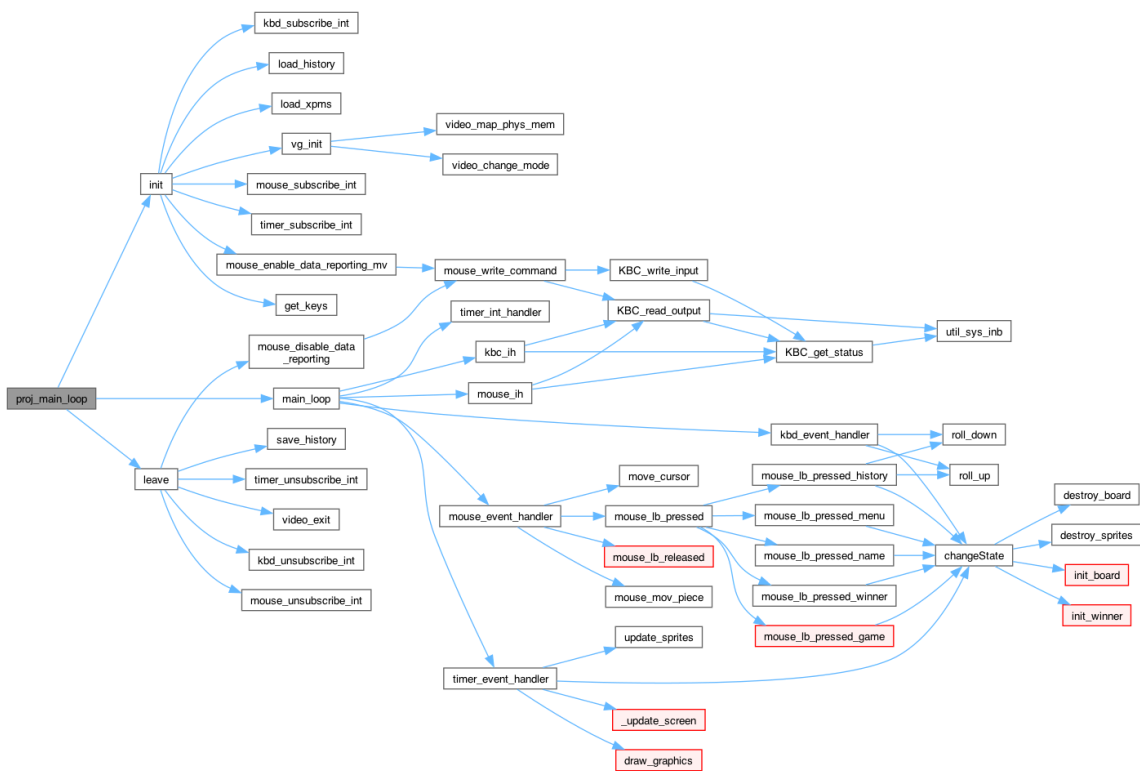 kbd_subscribe_int
load_history
load_xpms
video_map_phys_mem
vg_init
video_change_mode
init
mouse_subscribe_int
timer_subscribe_int
mouse_enable_data_reporting_mv
mouse_write_command
KBC_write_input
get_keys
timer_int_handler
KBC_read_output
util_sys_inb
mouse_disable_data
_reporting
kbc_ih
KBC_get_status
proj_main_loop
main_loop
mouse_ih
save_history
kbd_event_handler
roll_down
leave
timer_unsubscribe_int
move_cursor
mouse_lb_pressed_history
roll_up
video_exit
mouse_event_handler
mouse_lb_pressed
mouse_lb_pressed_menu
destroy_board
kbd_unsubscribe_int
mouse_lb_released
mouse_lb_pressed_name
changeState
destroy_sprites
mouse_unsubscribe_int
mouse_mov_piece
mouse_lb_pressed_winner
init_board
update_sprites
mouse_lb_pressed_game
init_winner
timer_event_handler
_update_screen
draw_graphics